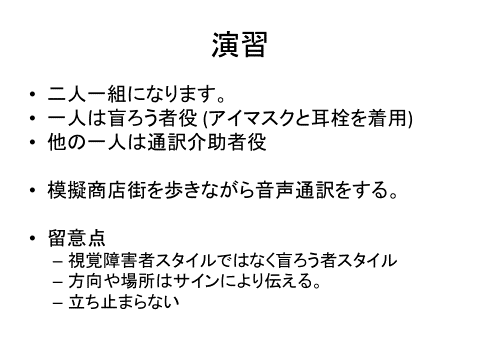 演習
• 二人一組になります。
• 一人は盲ろう者役 (アイマスクと耳栓を着用)
• 他の一人は通訳介助者役
• 模擬商店街を歩きながら音声通訳をする。
• 留意点
– 視覚障害者スタイルではなく盲ろう者スタイル
– 方向や場所はサインにより伝える。
– 立ち止まらない